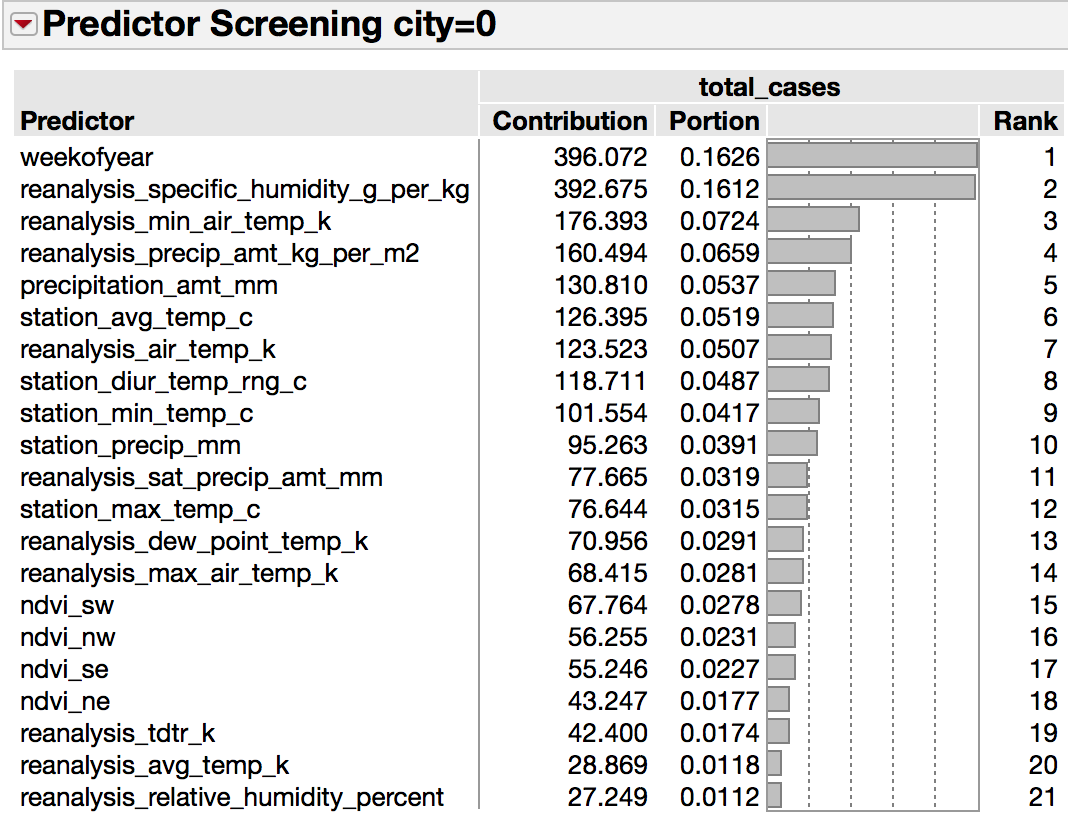 Predictor Screening city=0
total_cases
Predictor Contribution Portion Rank
weekofyear 396.072 0.1626 1
reanalysis_specific_humidity_g_per_kg 392.675 0.1612 2
reanalysis_min_air_temp_k 176.393 0.0724 3
reanalysis_precip_amt_kg_per_m2 160.494 0.0659 4
precipitation_amt_mm 130.810 0.0537 5
station_avg_temp_c 126.395 0.0519 6
reanalysis_air_temp_k 123.523 0.0507 7
station_diur_temp_rng_c 118.711 0.0487 8
station_min_temp_c 101.554 0.0417 9
station_precip_mm 95.263 0.0391 10
reanalysis_sat_precip_amt_mm 77.665 0.0319 11
station_max_temp_c 76.644 0.0315 12
reanalysis_dew_point_temp_k 70.956 0.0291 13
reanalysis_max_air_temp_k 68.415 0.0281 14
ndvi_sw 67.764 0.0278 15
ndvi_nw 56.255 0.0231 16
ndvi_se 55.246 0.0227 17
ndvi_ne 43.247 0.0177 18
reanalysis_tdtr_k 42.400 0.0174 19
reanalysis_avg_temp_k 28.869 0.0118 20
reanalysis_relative_humidity_percent 27.249 0.0112 21